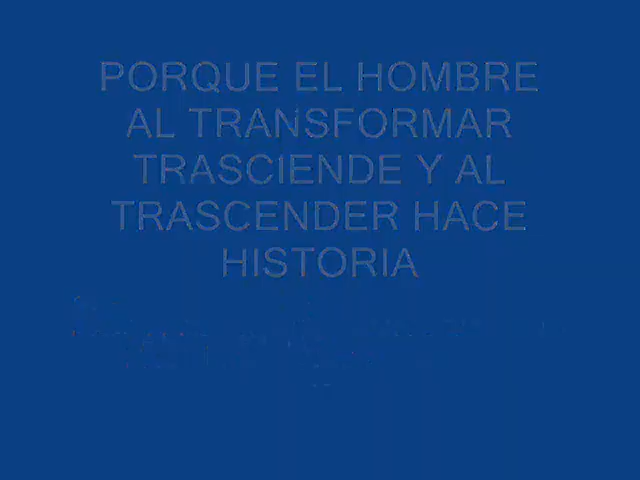 PORQUE EL HOMBRE
AL TRANSFORMAR
TRASCIENDE Y AL
TRASCENDER HACE
HISTORIA